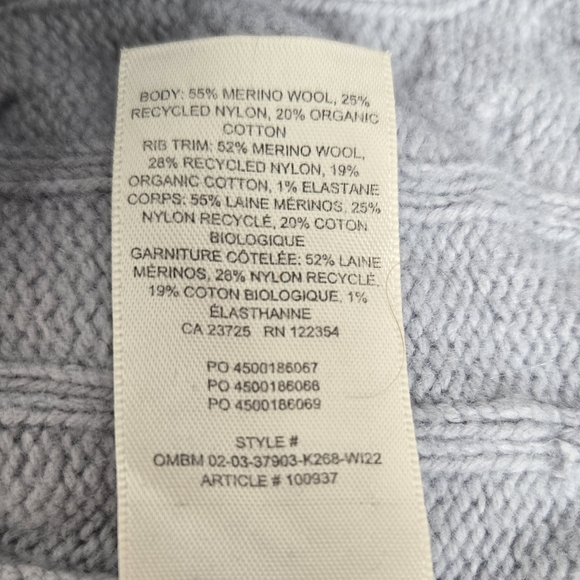 BODY: 55% MERINO WOOL, 25%
RECYCLED NYLON, 20% ORGANIC
COTTON
RIB TRIM: 52% MERINO WOOL,
28% RECYCLED NYLON, 19%
ORGANIC COTTON, 1% ELASTANE
CORPS: 55% LAINE MÉRINOS, 25%
NYLON RECYCLÉ, 20% COTON
BIOLOGIQUE
GARNITURE CÔTELÉE: 52% LAINE
MÉRINOS, 28% NYLON RECYCLÉ,
19% COTON BIOLOGIQUE, 1%
ÉLASTHANNE
CA 23725 RN 122354
PO 4500186067
PO 4500186068
PO 4500186069
STYLE #
OMBM 02-03-37903-K268-WI22
ARTICLE # 100937